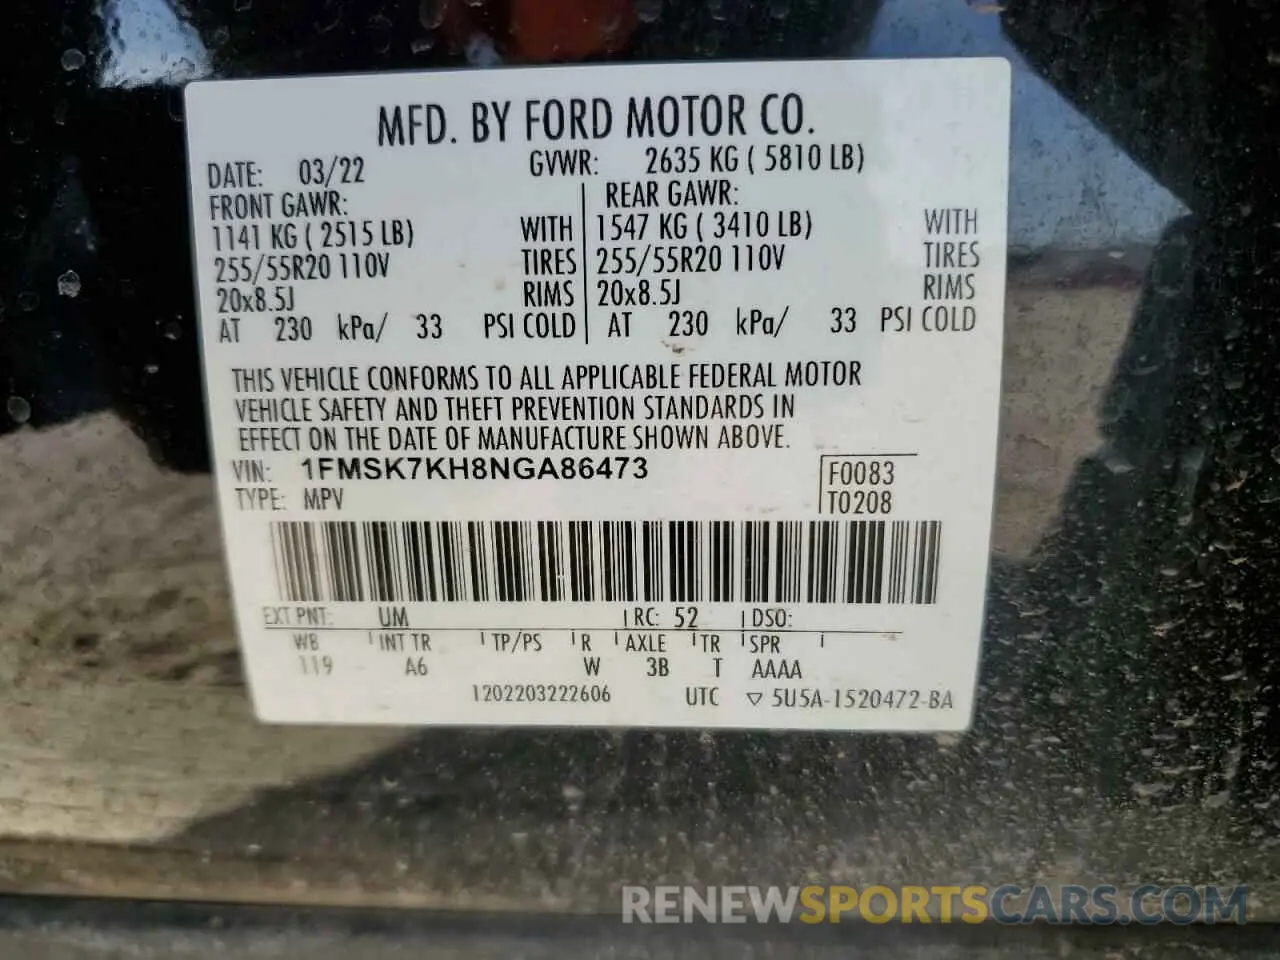 MFD. BY FORD MOTOR CO.
DATE: 03/22 GVWR: 2635 KG ( 5810 LB)
FRONT GAWR: REAR GAWR:
1141 KG ( 2515 LB) WITH 1547 KG ( 3410 LB) WITH
255/55R20 110V TIRES 255/55R20 110V TIRES
20x8.5J RIMS 20x8.5J RIMS
AT 230 kPa/ 33 PSI COLD AT 230 kPa/ 33 PSI COLD
THIS VEHICLE CONFORMS TO ALL APPLICABLE FEDERAL MOTOR
VEHICLE SAFETY AND THEFT PREVENTION STANDARDS IN
EFFECT ON THE DATE OF MANUFACTURE SHOWN ABOVE.
VIN: 1FMSK7KH8NGA86473 F0083
TYPE: MPV T0208
EXT PNT: UM RC: 52 DSO:
WB INT TR TP/PS R AXLE TR SPR
119 A6 W 3B T AAAA
1202203222606 UTC ▽ 5U5A-1520472-BA
RENEWSPORTSCARS.COM